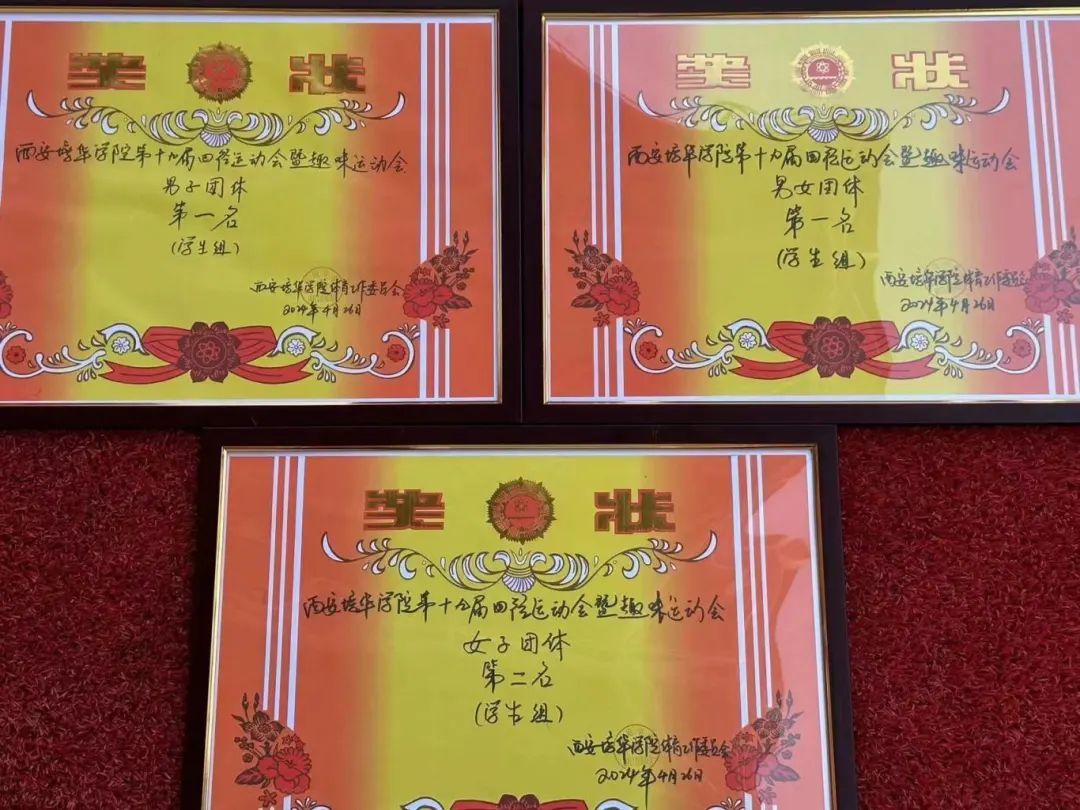 奖 状
西安培华学院第十九届田径运动会暨趣味运动会
男子团体
第一名
(学生组)
西安培华学院体育工作委员会
2024年4月26日
奖 状
西安培华学院第十九届田径运动会暨趣味运动会
男女团体
第一名
(学生组)
西安培华学院体育工作委员会
2024年4月26日
奖 状
西安培华学院第十九届田径运动会暨趣味运动会
女子团体
第二名
(学生组)
西安培华学院体育工作委员会
2024年4月26日